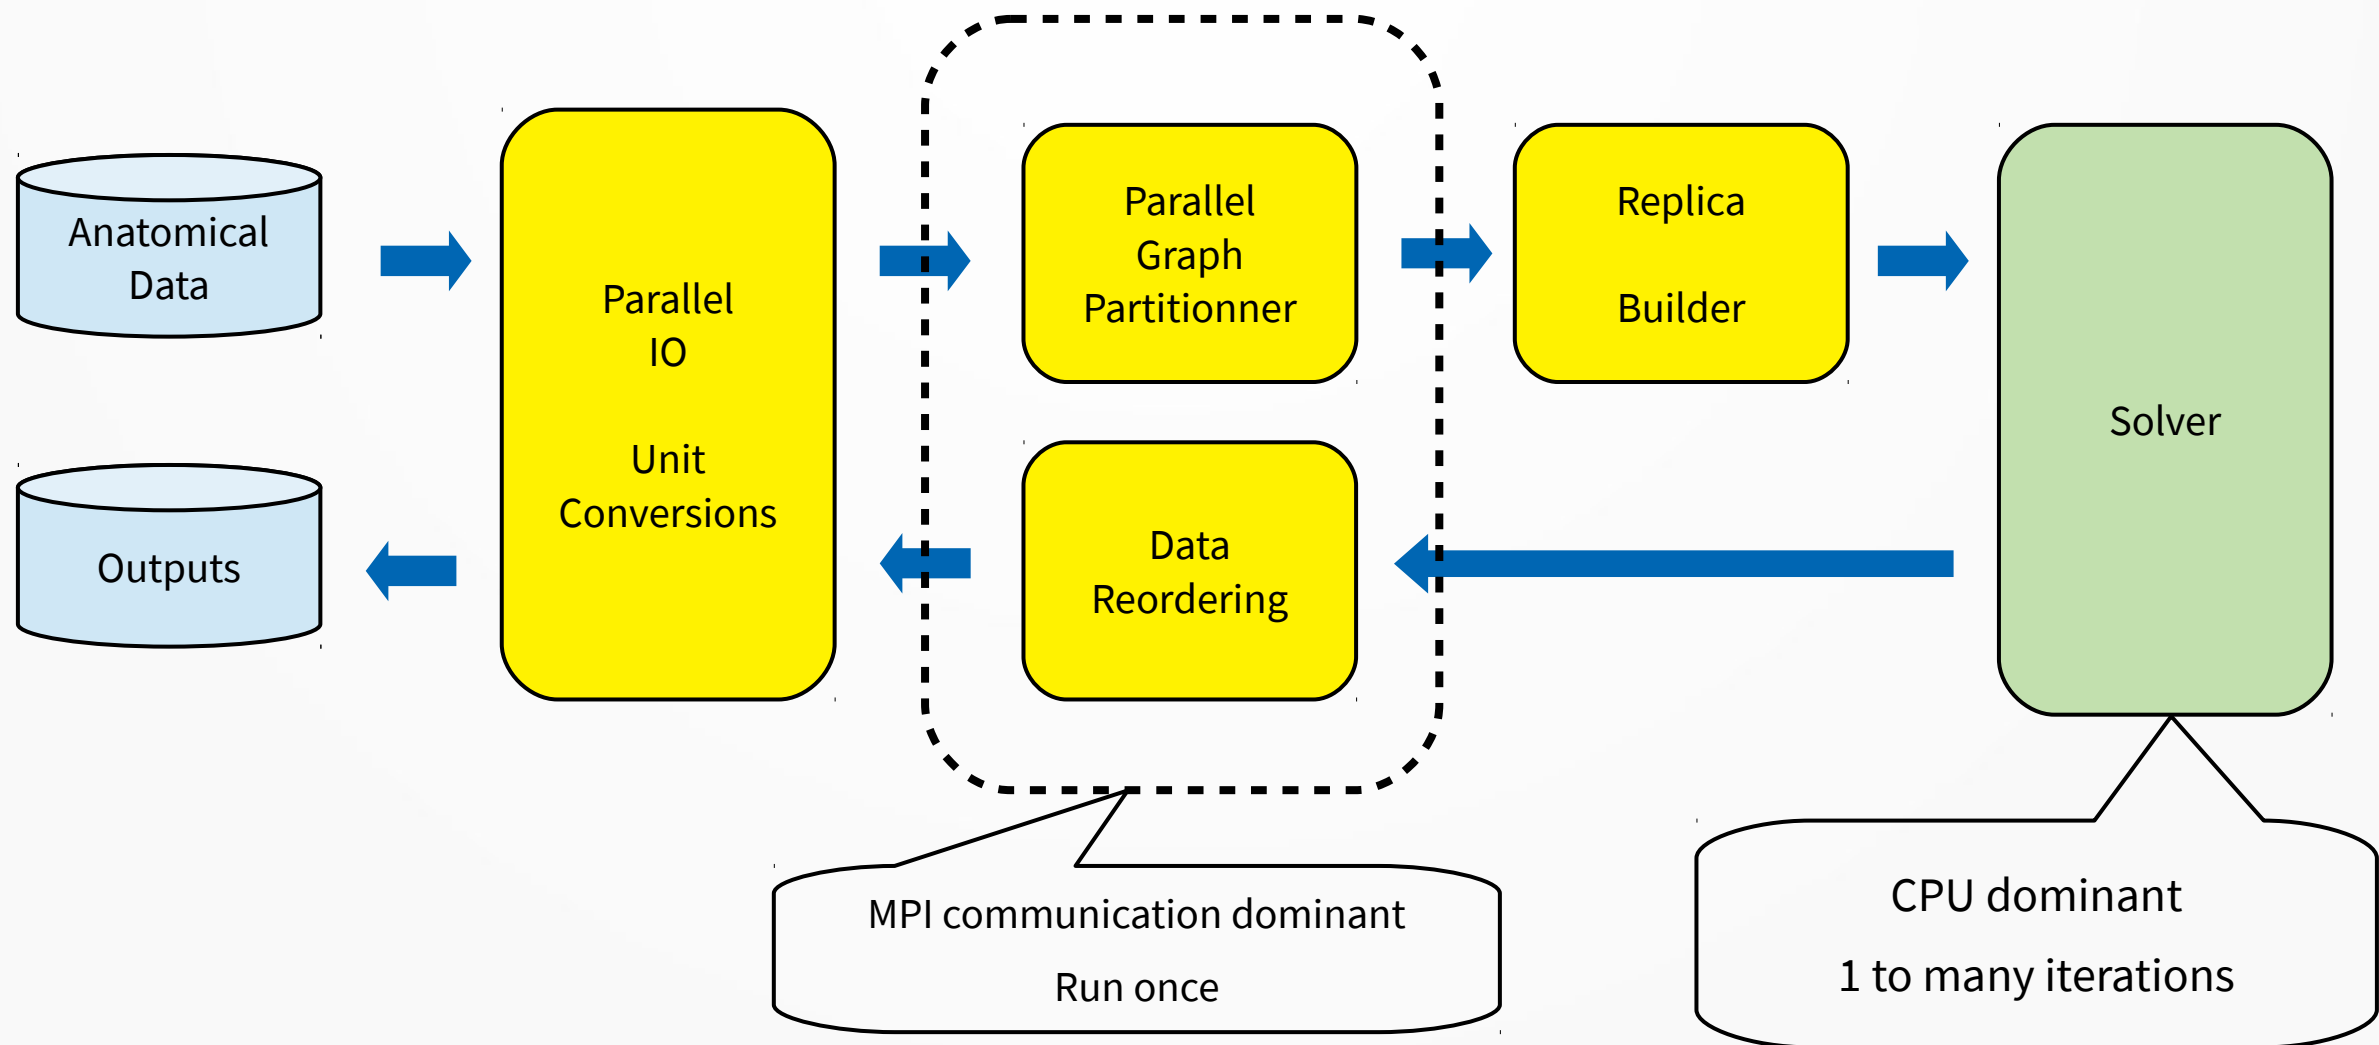 Anatomical
Data
Outputs
Parallel
IO
Unit
Conversions
Parallel
Graph
Partitionner
Data
Reordering
Replica
Builder
Solver
MPI communication dominant
Run once
CPU dominant
1 to many iterations